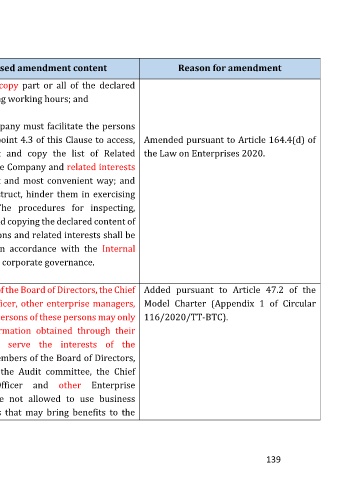 sed amendment content
Reason for amendment
copy part or all of the declared
g working hours; and
pany must facilitate the persons
oint 4.3 of this Clause to access,
t and copy the list of Related
e Company and related interests
t and most convenient way; and
truct, hinder them in exercising
The procedures for inspecting,
d copying the declared content of
ons and related interests shall be
n accordance with the Internal
corporate governance.
Amended pursuant to Article 164.4(d) of
the Law on Enterprises 2020.
f the Board of Directors, the Chief
ficer, other enterprise managers,
ersons of these persons may only
rmation obtained through their
serve the interests of the
embers of the Board of Directors,
the Audit committee, the Chief
fficer and other Enterprise
e not allowed to use business
s that may bring benefits to the
Added pursuant to Article 47.2 of the
Model Charter (Appendix 1 of Circular
116/2020/TT-BTC).
139